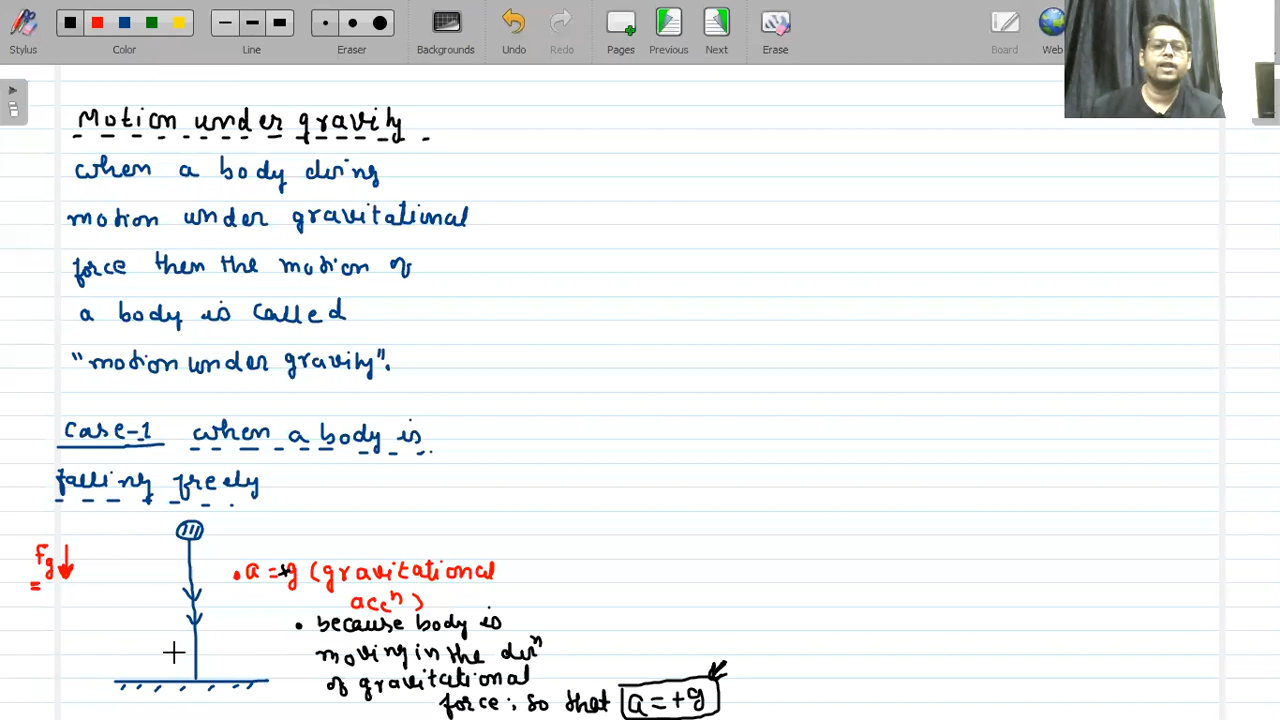 Stylus
Color
Line
Eraser
Backgrounds
Undo
Redo
Pages
Previous
Next
Erase
Board
Web
Motion under gravity
when a body doing
motion under gravitational
force then the motion of
a body is called
"motion under gravity".
Case-1 when a body is
falling freely
Fg
a = +g (gravitational
accn)
• because body is
moving in the dirn
of gravitational
force, so that a = +g